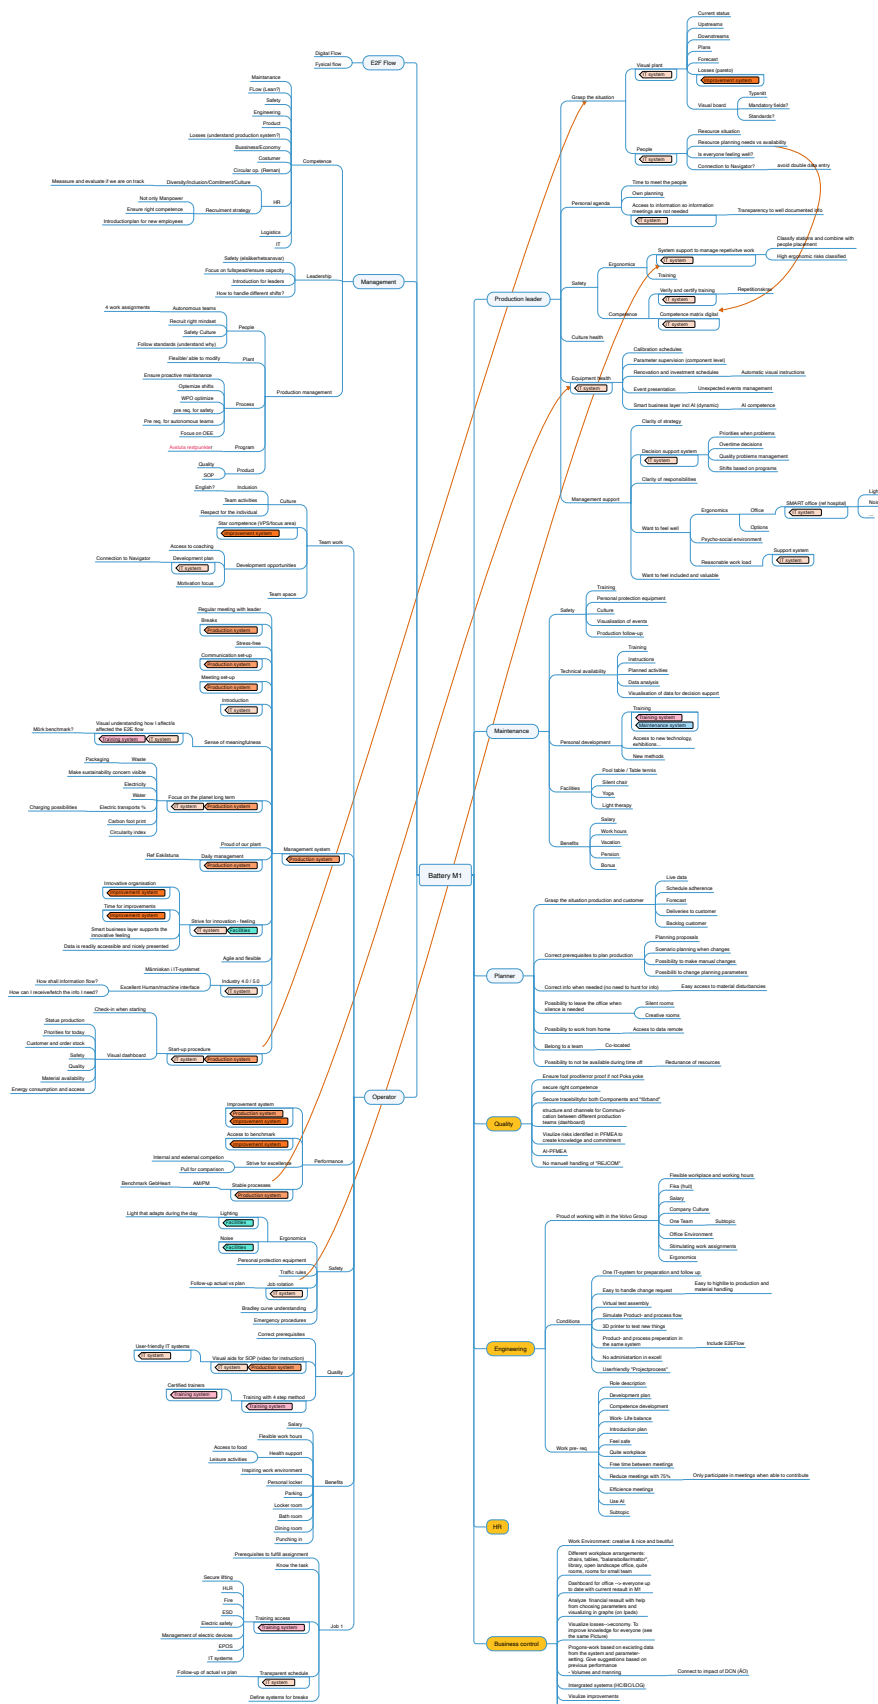 Battery M1
E2F Flow
Digital Flow
Fysical flow
Management
Competence
Maintanance
FLow (Lean?)
Safety
Engineering
Product
Losses (understand production system?)
Bussiness/Economy
Costumer
Circular op. (Reman)
HR
Diversity/Inclusion/Comitment/Culture
Meassure and evaluate if we are on track
Recruitment strategy
Not only Manpower
Ensure right competence
Introductionplan for new employees
Logistics
IT
Leadership
Safety (elsäkerhetsansvar)
Focus on fullspead/ensure capacity
Introduction for leaders
How to handle different shifts?
Production management
People
Autonomous teams
4 work assignments
Recruit right mindset
Safety Culture
Follow standards (understand why)
Plant
Flexible/ able to modify
Process
Ensure proactive maintanance
Optemize shifts
WPO optimize
pre req. for safety
Pre req. for autonomous teams
Focus on OEE
Program
Avsluta restpunkter
Product
Quality
SOP
Operator
Team work
Culture
Inclusion
English?
Team activities
Respect for the individual
Development opportunities
Star competence (VPS/focus area)
Improvement system
Access to coaching
Development plan
IT system
Connection to Navigator
Motivation focus
Team space
Management system
Production system
Regular meeting with leader
Breaks
Production system
Stress-free
Communication set-up
Production system
Meeting set-up
Production system
Introduction
IT system
Sense of meaningfulness
Visual understanding how I affect/is
affected the E2E flow
Training system
IT system
Mörk benchmark?
Focus on the planet long term
IT system
Production system
Waste
Packaging
Make sustainability concern visible
Electricity
Water
Electric transports %
Charging possibilities
Carbon foot print
Circularity index
Proud of our plant
Daily management
Production system
Ref Eskilstuna
Strive for innovation - feeling
IT system
Facilities
Innovative organisation
Improvement system
Time for improvements
Improvement system
Smart business layer supports the
innovative feeling
Data is readily accessible and nicely presented
Agile and flexible
Industry 4.0 / 5.0
IT system
Människan i IT-systemet
Excellent Human/machine interface
How shall information flow?
How can I receive/fetch the info I need?
Start-up procedure
IT system
Production system
Check-in when starting
Visual dashboard
Status production
Priorities for today
Customer and order stock
Safety
Quality
Material availability
Energy consumption and access
Performance
Improvement system
Production system
Improvement system
Access to benchmark
Improvement system
Strive for excellence
Internal and external competion
Pull for comparison
Stable processes
Production system
AM/PM
Benchmark GebHeart
Safety
Ergonomics
Lighting
Facilities
Light that adapts during the day
Noise
Facilities
Personal protection equipment
Traffic rules
Job rotation
IT system
Follow-up actual vs plan
Bradley curve understanding
Emergency procedures
Quality
Correct prerequisites
Visual aids for SOP (video for instruction)
IT system
Production system
User-friendly IT systems
IT system
Training with 4 step method
Training system
Certified trainers
Training system
Benefits
Salary
Flexible work hours
Health support
Access to food
Leisure activities
Inspiring work environment
Personal locker
Parking
Locker room
Bath room
Dining room
Punching in
Job 1
Prerequisites to fulfill assignment
Know the task
Training access
Training system
Secure lifting
HLR
Fire
ESD
Electric safety
Management of electric devices
EPOS
IT systems
Transparent schedule
IT system
Follow-up of actual vs plan
Define systems for breaks
Production leader
Grasp the situation
Visual plant
IT system
Current status
Upstreams
Downstreams
Plans
Forecast
Losses (pareto)
Improvement system
Visual board
Typsnitt
Mandatory fields?
Standards?
People
IT system
Resource situation
Resource planning needs vs availability
Is everyone feeling well?
Connection to Navigator?
avoid double data entry
Personal agenda
Time to meet the people
Own planning
Access to information so information
meetings are not needed
IT system
Transparency to well documented info
Safety
Ergonomics
System support to manage repetivitve work
IT system
Classify stations and combine with
people placement
High ergonomic risks classified
Training
Competence
Verify and certify training
IT system
Repetitionskrav
Competence matrix digital
IT system
Culture health
Equipment health
IT system
Calibration schedules
Parameter supervision (component level)
Renovation and investment schedules
Automatic visual instructions
Event presentation
Unexpected events management
Smart business layer incl AI (dynamic)
AI competence
Management support
Clarity of strategy
Decision support system
IT system
Priorities when problems
Overtime decisions
Quality problems management
Shifts based on programs
Clarity of responsibilities
Want to feel well
Ergonomics
Office
SMART office (ref hospital)
IT system
Ligh
Nois
...
Options
Psycho-social environment
Reasonable work load
Support system
IT system
Want to feel included and valuable
Maintenance
Safety
Training
Personal protection equipment
Culture
Visualisation of events
Production follow-up
Technical availability
Training
Instructions
Planned activities
Data analysis
Visualisation of data for decision support
Personal development
Training
Training system
Maintenance system
Access to new technology,
exhibitions...
New methods
Facilities
Pool table / Table tennis
Silent chair
Yoga
Light therapy
Benefits
Salary
Work hours
Vacation
Pension
Bonus
Planner
Grasp the situation production and customer
Live data
Schedule adherence
Forecast
Deliveries to customer
Backlog customer
Correct prerequisites to plan production
Planning proposals
Scenario planning when changes
Possibility to make manual changes
Possibiliti to change planning parameters
Correct info when needed (no need to hunt for info)
Easy access to material disturbancies
Possibility to leave the office when
silence is needed
Silent rooms
Creative rooms
Possibility to work from home
Access to data remote
Belong to a team
Co-located
Possibility to not be available during time off
Redunance of resources
Quality
Ensure foot proof/error proof if not Poka yoke
secure right competence
Secure tracebility for both Components and "lösband"
structure and channels for Communi-
cation between different production
teams (dashboard)
Visulize risks identified in PFMEA to
create knowledge and commitment
AI-PFMEA
No manuell handling of "REJCOM"
Engineering
Proud of working with in the Volvo Group
Flexible workplace and working hours
Fika (fruit)
Salary
Company Culture
One Team
Subtopic
Office Environment
Stimulating work assignments
Ergonomics
Conditions
One IT-system for preparation and follow up
Easy to handle change request
Easy to highlite to production and
material handling
Virtual test assembly
Simulate Product- and process flow
3D printer to test new things
Product- and process preperation in
the same system
Include E2EFlow
No administartion in excell
Userfriendly "Projectprocess"
Work pre- req
Role description
Development plan
Competence development
Work- Life balance
Introduction plan
Feel safe
Quite workplace
Free time between meetings
Reduce meetings with 75%
Only participate in meetings when able to contribute
Efficience meetings
Use AI
Subtopic
HR
Business control
Work Environment: creative & nice and beutiful
Different workplace arrangements:
chairs, tables, "balansbollar/mattor",
library, open landscape office, quite
rooms, rooms for small team
Dashboard for office --> everyone up
to date with current result in M1
Analyze financial ressult with help
from choosing parameters and
visualizing in graphs (on Ipads)
Visualize losses-->economy. To
improve knowledge for everyone (see
the same Picture)
Progons-work based on excisting data
from the system and parameter-
setting. Give suggestions based on
previous performance
- Volumes and manning
Connect to impact of DCN (ÄO)
Intergrated systems (HC/BC/LOG)
Visulize improvements